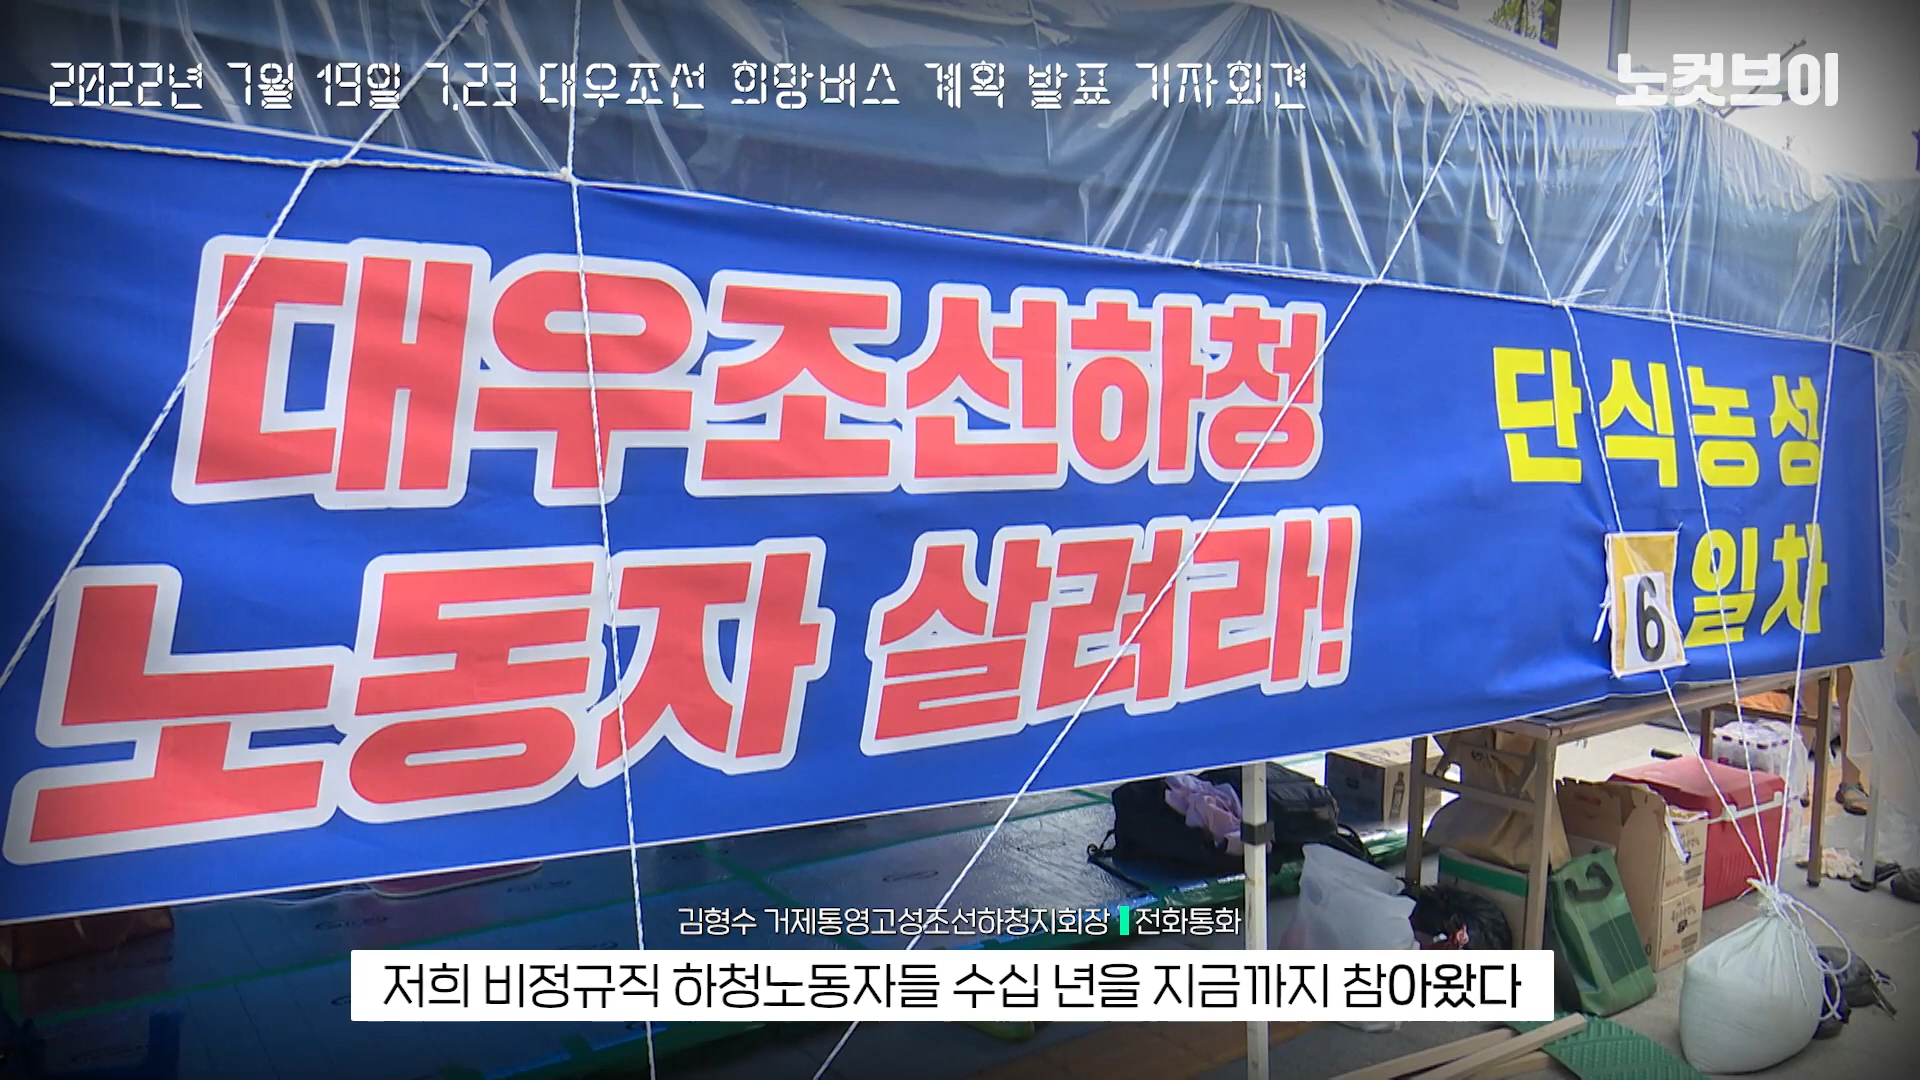 2022년 7월 19일 7.23 대우조선 희망버스 계획 발표 기자회견
노컷브이
대우조선하청
노동자 살려라!
단식농성
6일차
김형수 거제통영고성조선하청지회장 전화통화
저희 비정규직 하청노동자들 수십 년을 지금까지 참아왔다